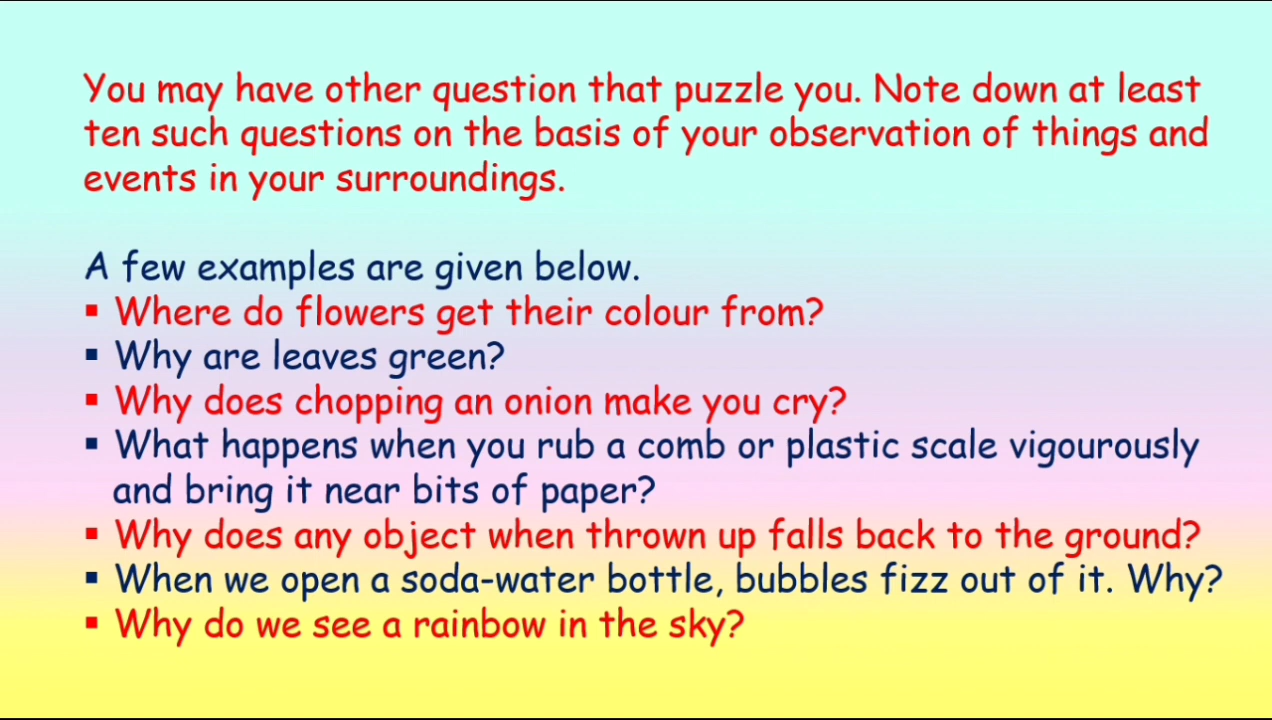 You may have other question that puzzle you. Note down at least
ten such questions on the basis of your observation of things and
events in your surroundings.
A few examples are given below.
▪ Where do flowers get their colour from?
▪ Why are leaves green?
▪ Why does chopping an onion make you cry?
▪ What happens when you rub a comb or plastic scale vigourously
and bring it near bits of paper?
▪ Why does any object when thrown up falls back to the ground?
▪ When we open a soda-water bottle, bubbles fizz out of it. Why?
▪ Why do we see a rainbow in the sky?